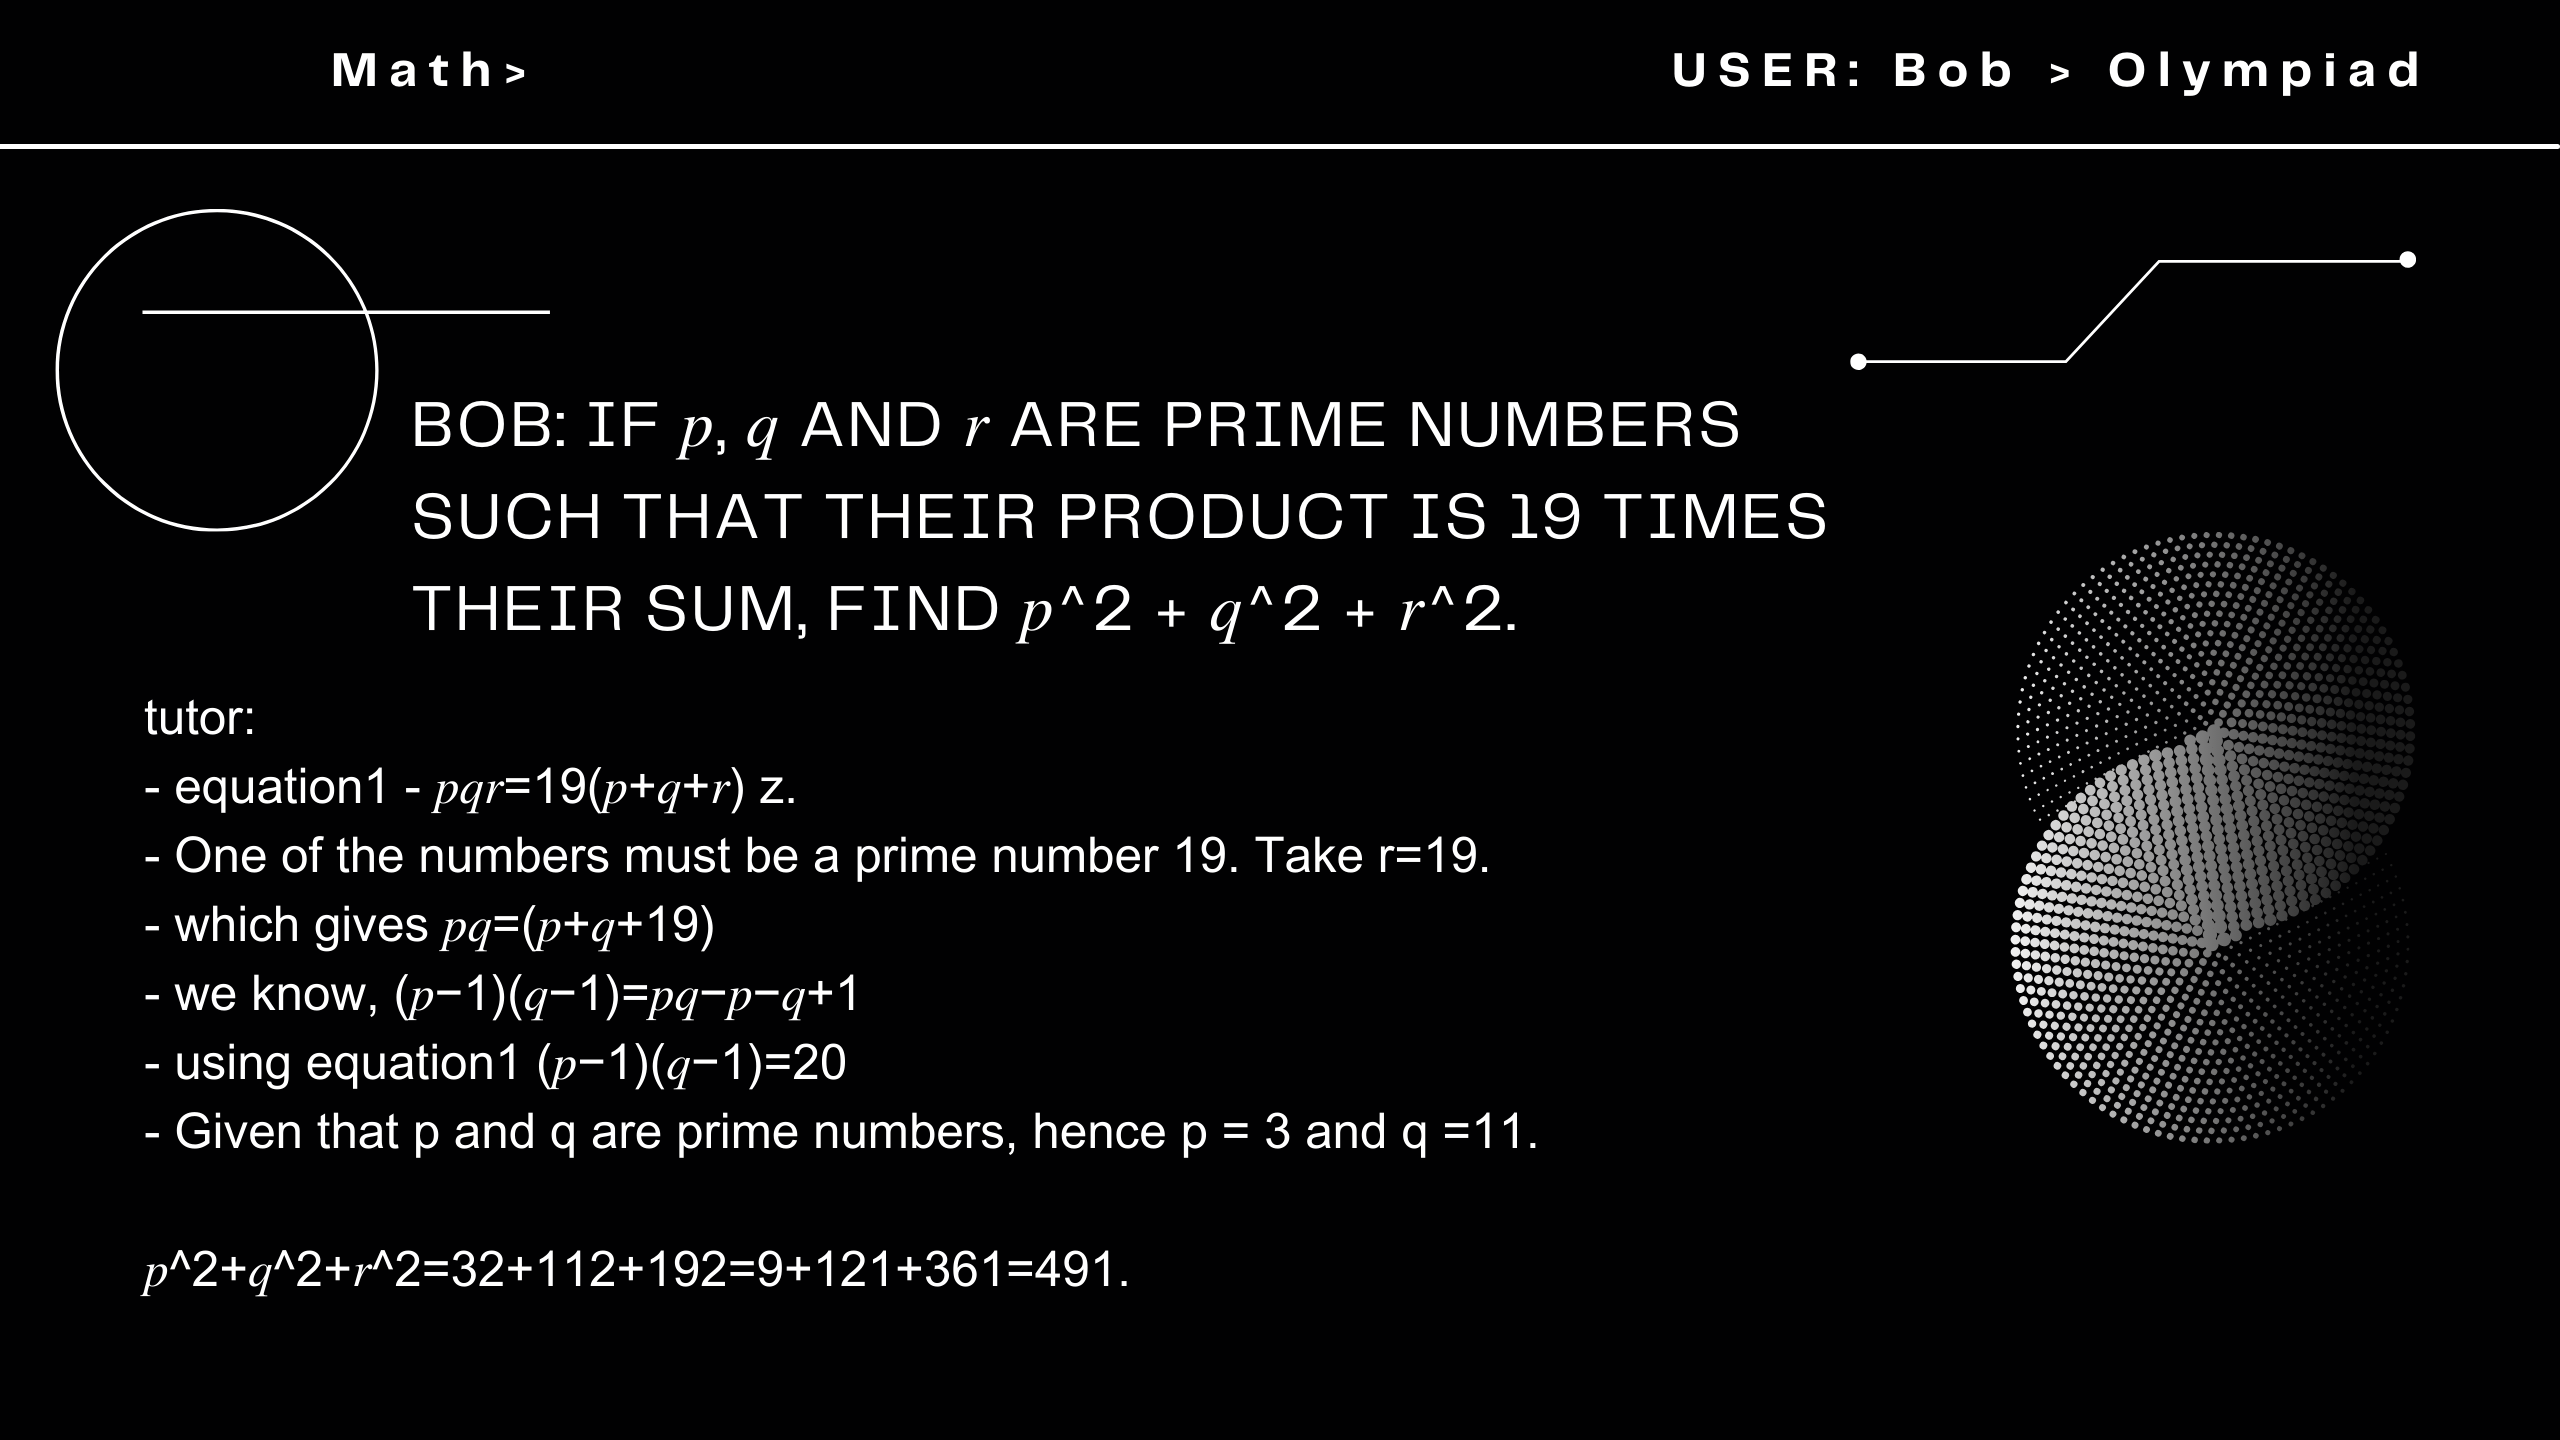 Math>
USER: Bob > Olympiad
BOB: IF p, q AND r ARE PRIME NUMBERS
SUCH THAT THEIR PRODUCT IS 19 TIMES
THEIR SUM, FIND p^2 + q^2 + r^2.
tutor:
- equation1 - pqr=19(p+q+r) z.
- One of the numbers must be a prime number 19. Take r=19.
- which gives pq=(p+q+19)
- we know, (p−1)(q−1)=pq−p−q+1
- using equation1 (p−1)(q−1)=20
- Given that p and q are prime numbers, hence p = 3 and q =11.
p^2+q^2+r^2=32+112+192=9+121+361=491.